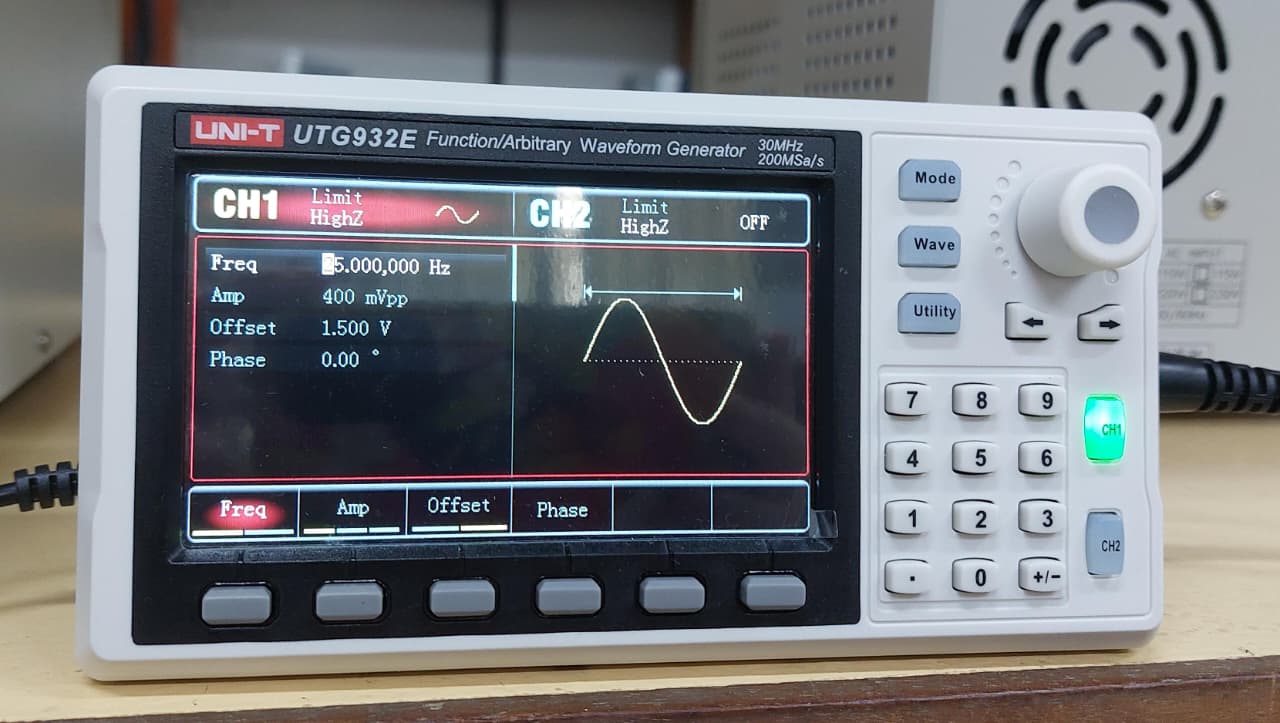 UNI-T UTG932E Function/Arbitrary Waveform Generator 30MHz
200MSa/s
CH1 Limit
HighZ
CH2 Limit
HighZ OFF
Freq 5.000,000 Hz
Amp 400 mVpp
Offset 1.500 V
Phase 0.00 °
Freq Amp Offset Phase
Mode
Wave
Utility
7 8 9
4 5 6
1 2 3
. 0 +/-
CH1
CH2